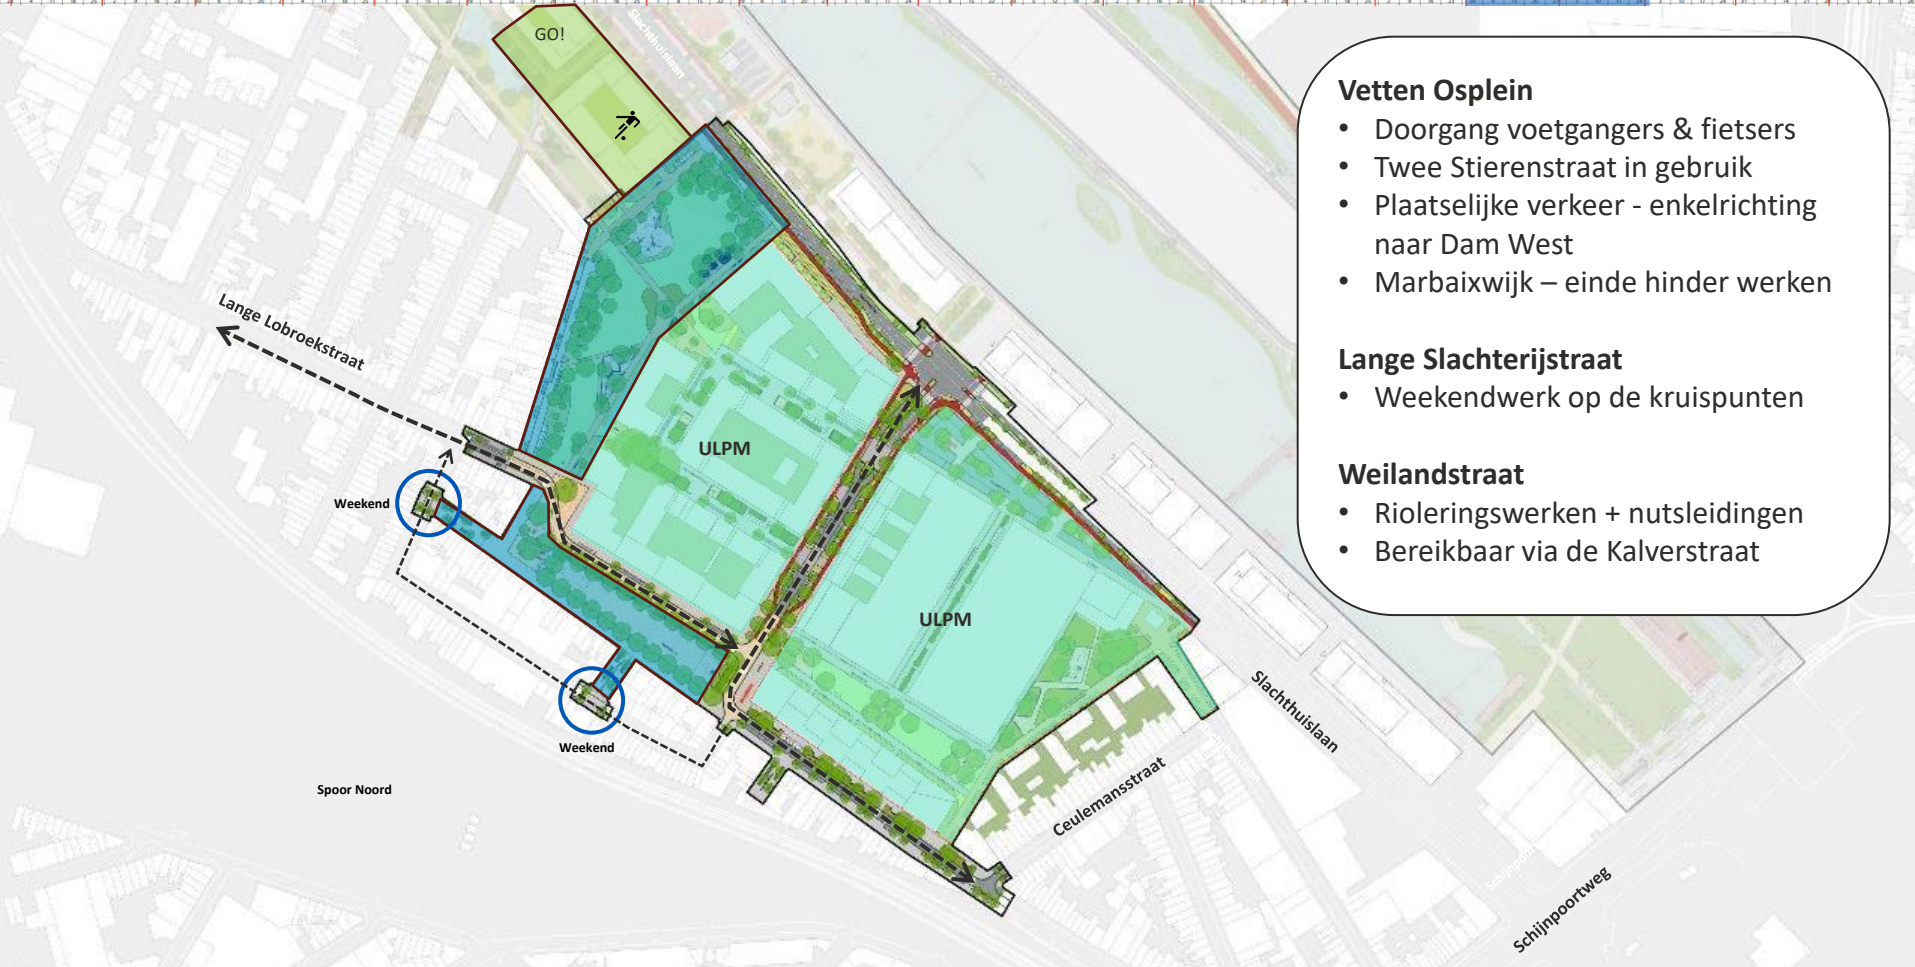 GO!
Slachthuislaan
Vetten Osplein
• Doorgang voetgangers & fietsers
• Twee Stierenstraat in gebruik
• Plaatselijke verkeer - enkelrichting
naar Dam West
• Marbaixwijk – einde hinder werken
Lange Slachterijstraat
• Weekendwerk op de kruispunten
Weilandstraat
• Rioleringswerken + nutsleidingen
• Bereikbaar via de Kalverstraat
Lange Lobroekstraat
ULPM
Weekend
ULPM
Weekend
Spoor Noord
Slachthuislaan
Ceulemansstraat
Schijnpoortweg